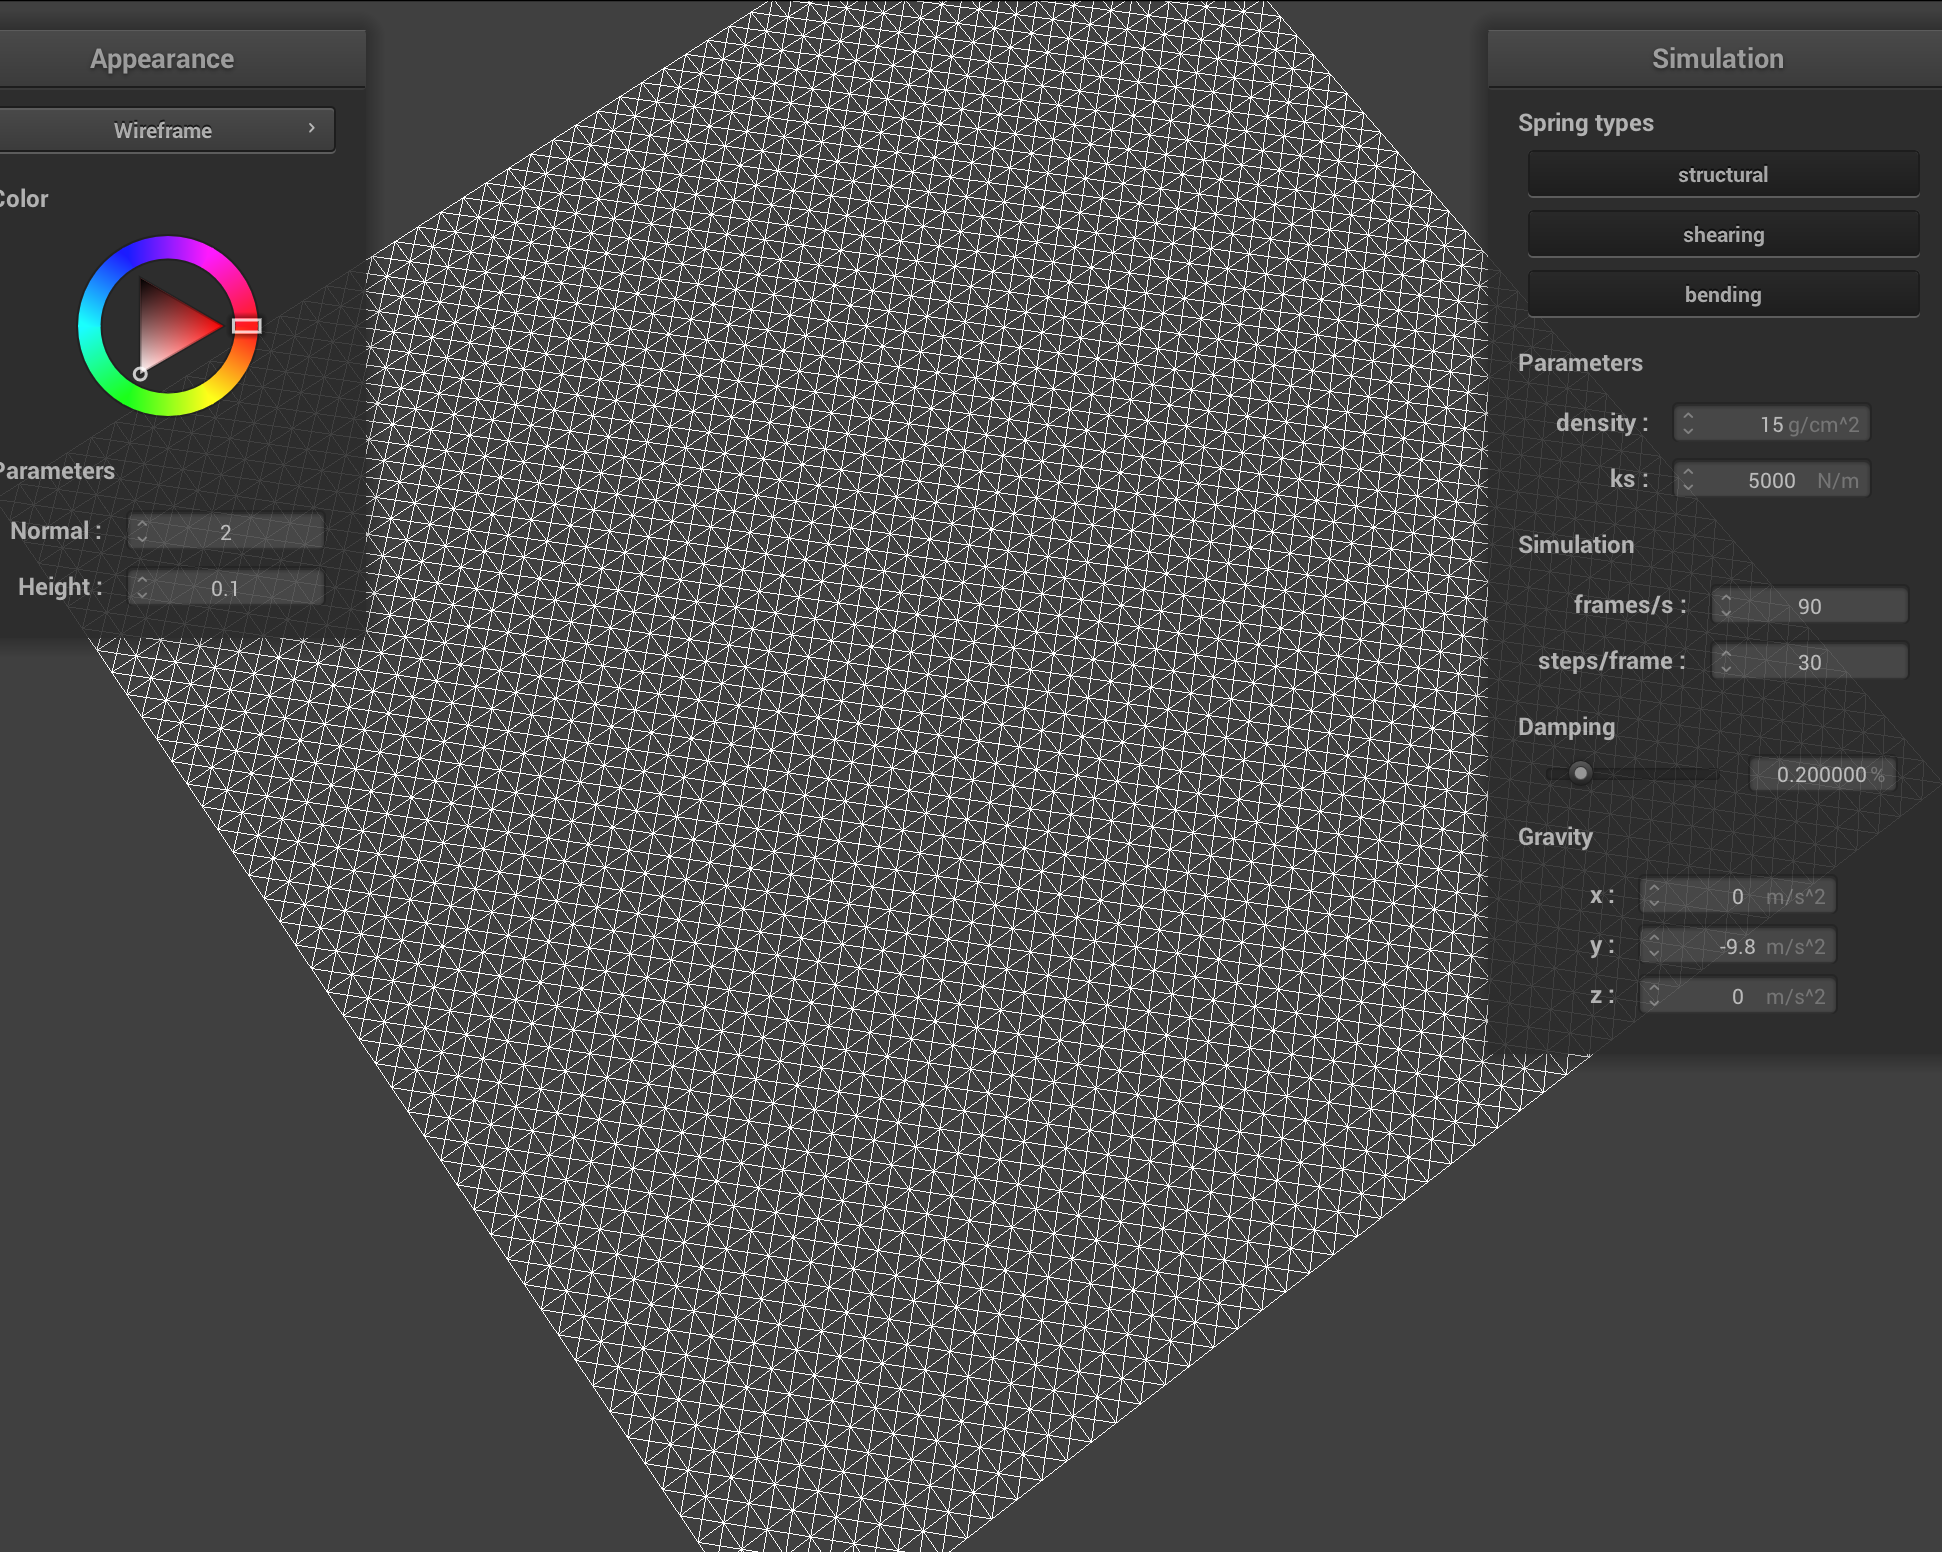 Appearance
Wireframe
Color
Parameters
Normal : 2
Height : 0.1
Simulation
Spring types
structural
shearing
bending
Parameters
density : 15 g/cm^2
ks : 5000 N/m
Simulation
frames/s : 90
steps/frame : 30
Damping
0.200000 %
Gravity
x : 0 m/s^2
y : -9.8 m/s^2
z : 0 m/s^2